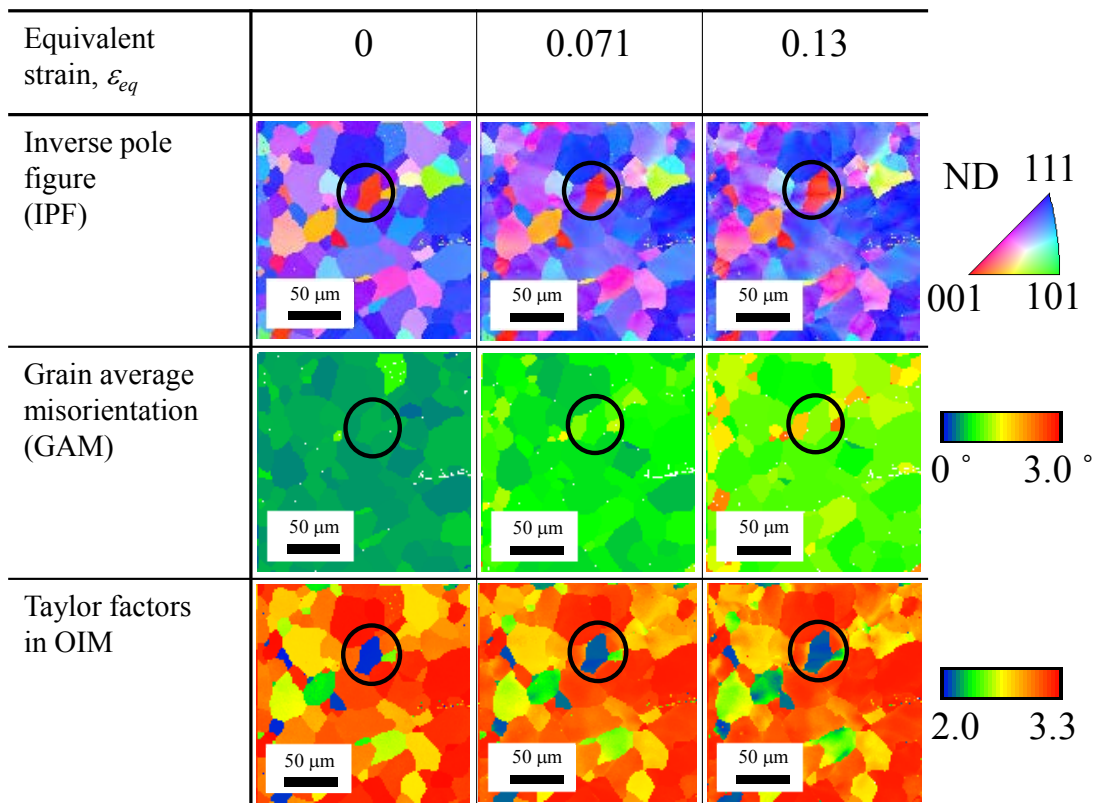 Equivalent
strain, εeq
0
0.071
0.13
Inverse pole
figure
(IPF)
50 μm
50 μm
50 μm
ND
111
001
101
Grain average
misorientation
(GAM)
50 μm
50 μm
50 μm
0 °
3.0 °
Taylor factors
in OIM
50 μm
50 μm
50 μm
2.0
3.3